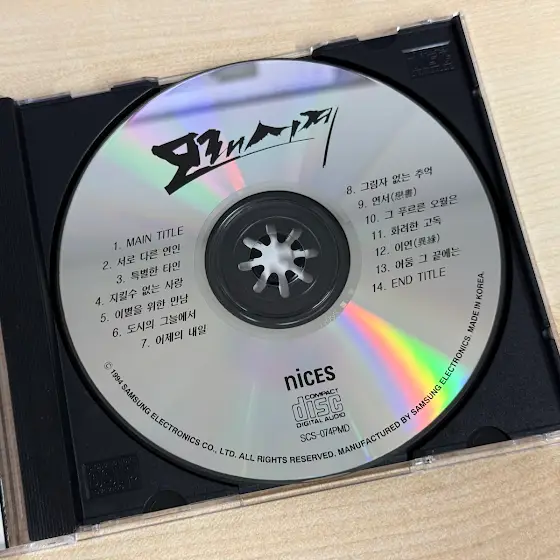 모래시계
1. MAIN TITLE
2. 서로 다른 연인
3. 특별한 타인
4. 지킬수 없는 사랑
5. 이별을 위한 만남
6. 도시의 그늘에서
7. 어제의 내일
8. 그림자 없는 추억
9. 연서(戀書)
10. 그 푸르른 오월은
11. 화려한 고독
12. 이연(異緣)
13. 어둠 그 끝에는
14. END TITLE
nices
COMPACT
disc
DIGITAL AUDIO
SCS-074PMD
© 1994 SAMSUNG ELECTRONICS CO., LTD. ALL RIGHTS RESERVED. MANUFACTURED BY SAMSUNG ELECTRONICS. MADE IN KOREA.